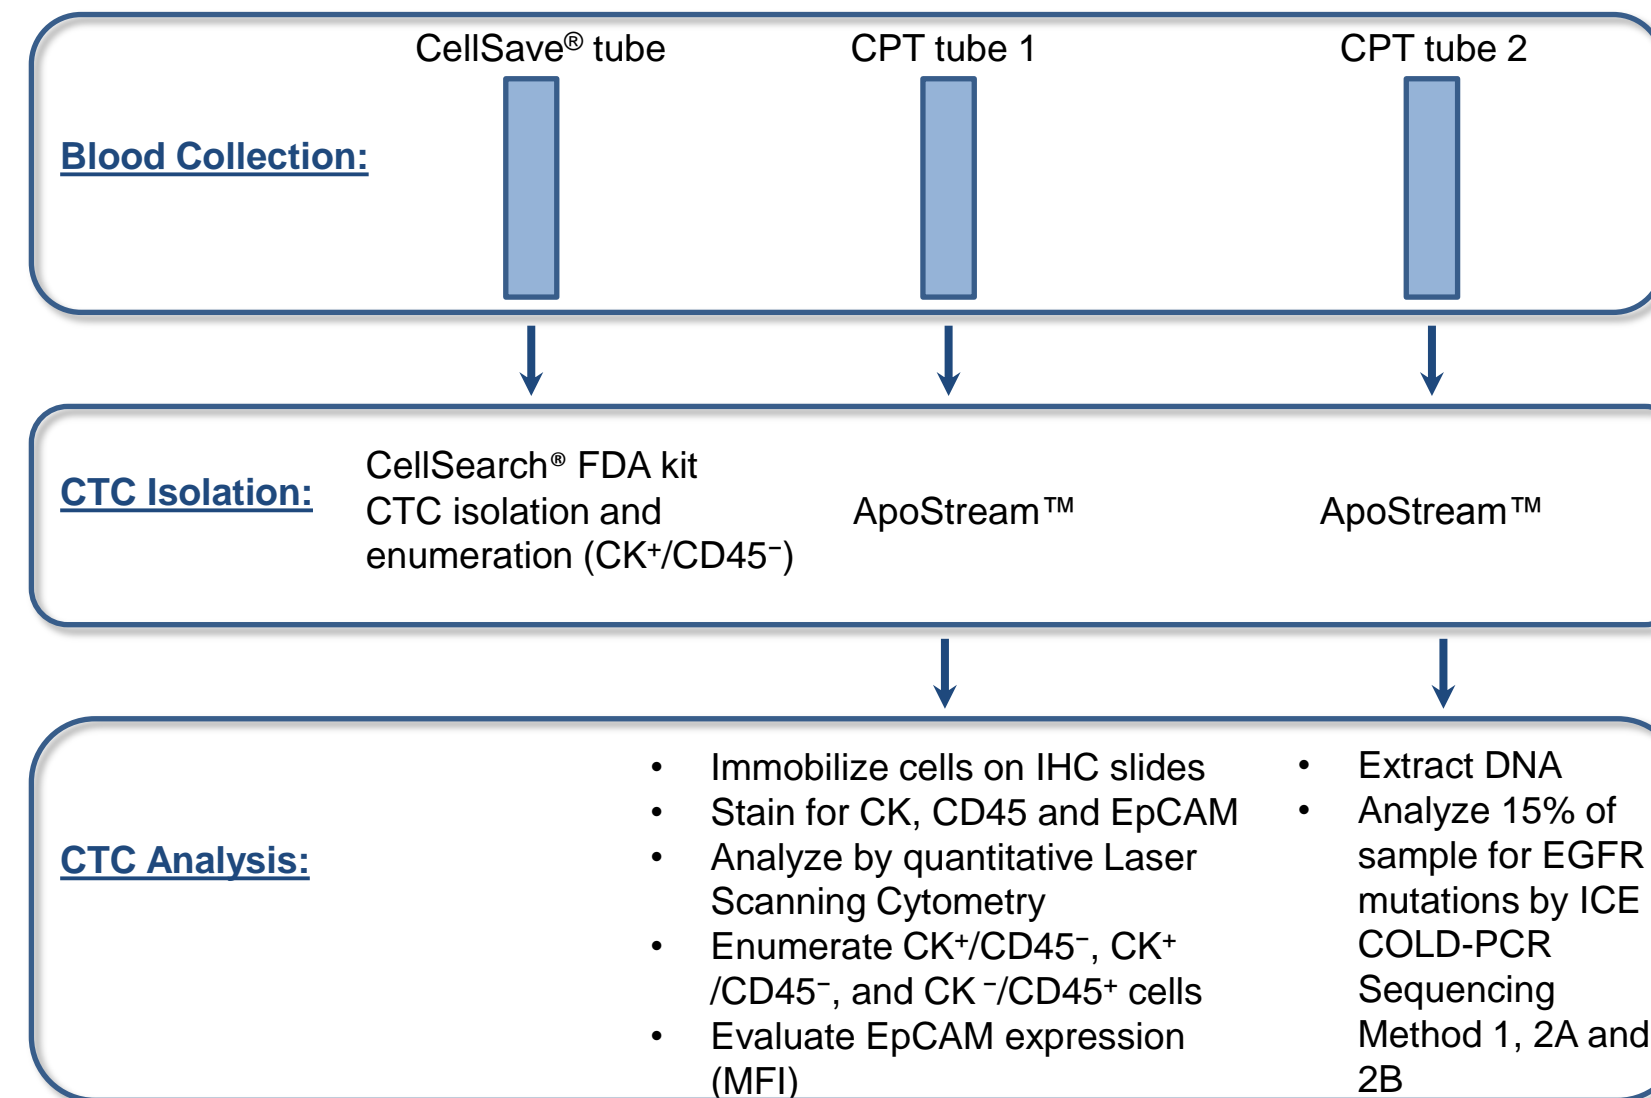 CellSave® tube
CPT tube 1
CPT tube 2
Blood Collection:
CTC Isolation:
CellSearch® FDA kit
CTC isolation and
enumeration (CK⁺/CD45⁻)
ApoStream™
ApoStream™
CTC Analysis:
• Immobilize cells on IHC slides
• Stain for CK, CD45 and EpCAM
• Analyze by quantitative Laser
Scanning Cytometry
• Enumerate CK⁺/CD45⁻, CK⁺
/CD45⁻, and CK ⁻/CD45⁺ cells
• Evaluate EpCAM expression
(MFI)
• Extract DNA
• Analyze 15% of
sample for EGFR
mutations by ICE
COLD-PCR
Sequencing
Method 1, 2A and
2B